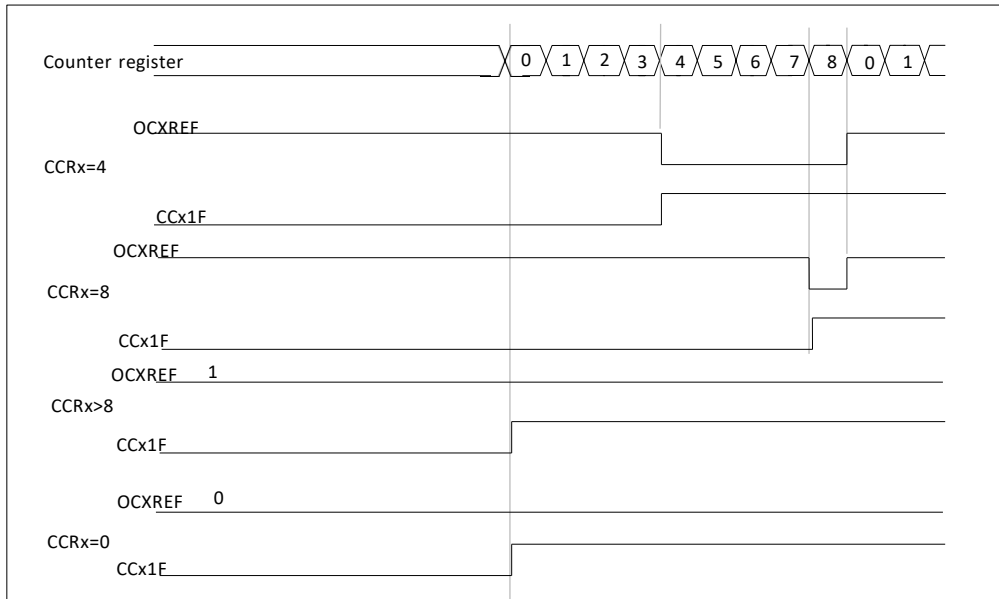 Counter register 0 1 2 3 4 5 6 7 8 0 1
OCXREF
CCRx=4
CCx1F
OCXREF
CCRx=8
CCx1F
OCXREF 1
CCRx>8
CCx1F
OCXREF 0
CCRx=0
CCx1F